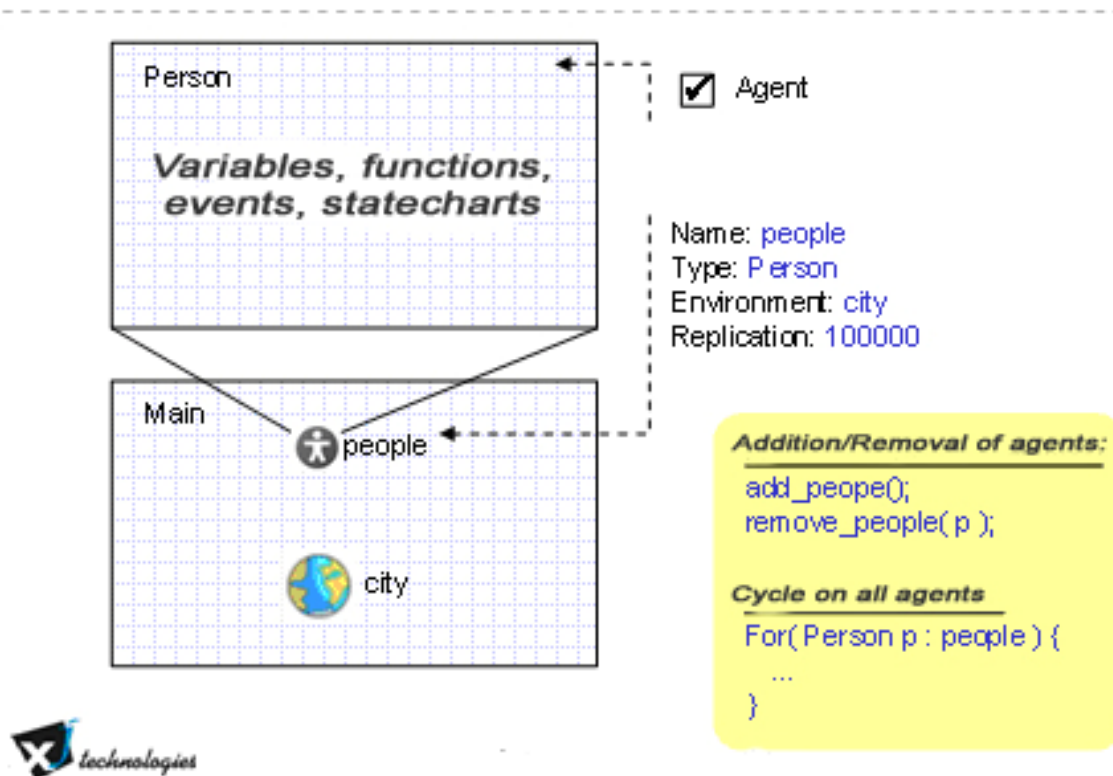 Person
Agent
Variables, functions,
events, statecharts
Name: people
Type: Person
Environment: city
Replication: 100000
Main
people
city
Addition/Removal of agents:
add_peope();
remove_people( p );
Cycle on all agents
For( Person p : people ) {
...
}
XJ technologies